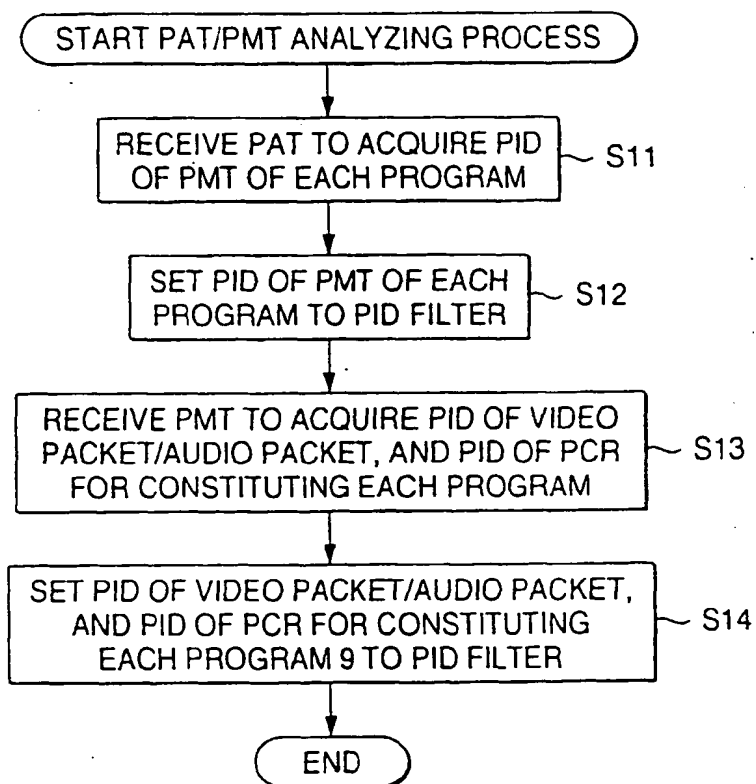 START PAT/PMT ANALYZING PROCESS
RECEIVE PAT TO ACQUIRE PID
OF PMT OF EACH PROGRAM
S11
SET PID OF PMT OF EACH
PROGRAM TO PID FILTER
S12
RECEIVE PMT TO ACQUIRE PID OF VIDEO
PACKET/AUDIO PACKET, AND PID OF PCR
FOR CONSTITUTING EACH PROGRAM
S13
SET PID OF VIDEO PACKET/AUDIO PACKET,
AND PID OF PCR FOR CONSTITUTING
EACH PROGRAM 9 TO PID FILTER
S14
END